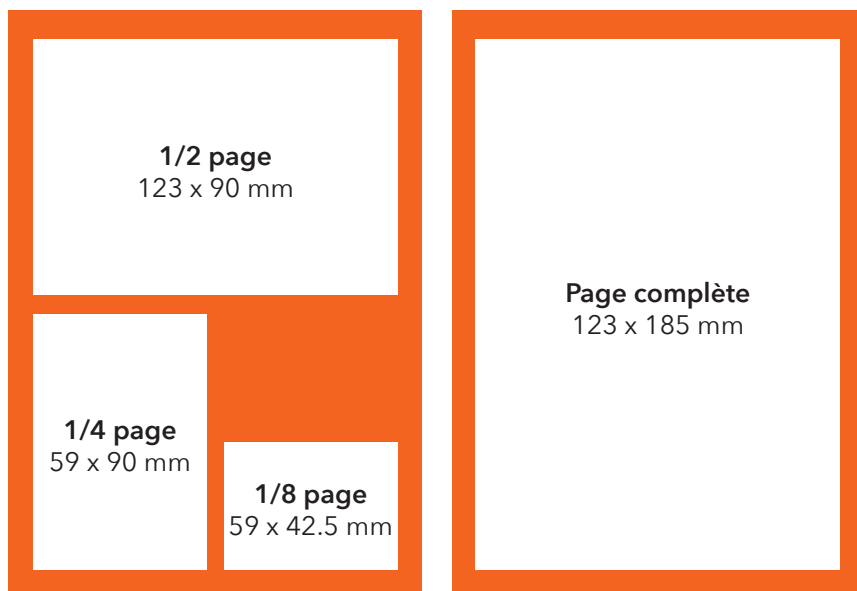 1/2 page
123 x 90 mm
1/4 page
59 x 90 mm
1/8 page
59 x 42.5 mm
Page complète
123 x 185 mm